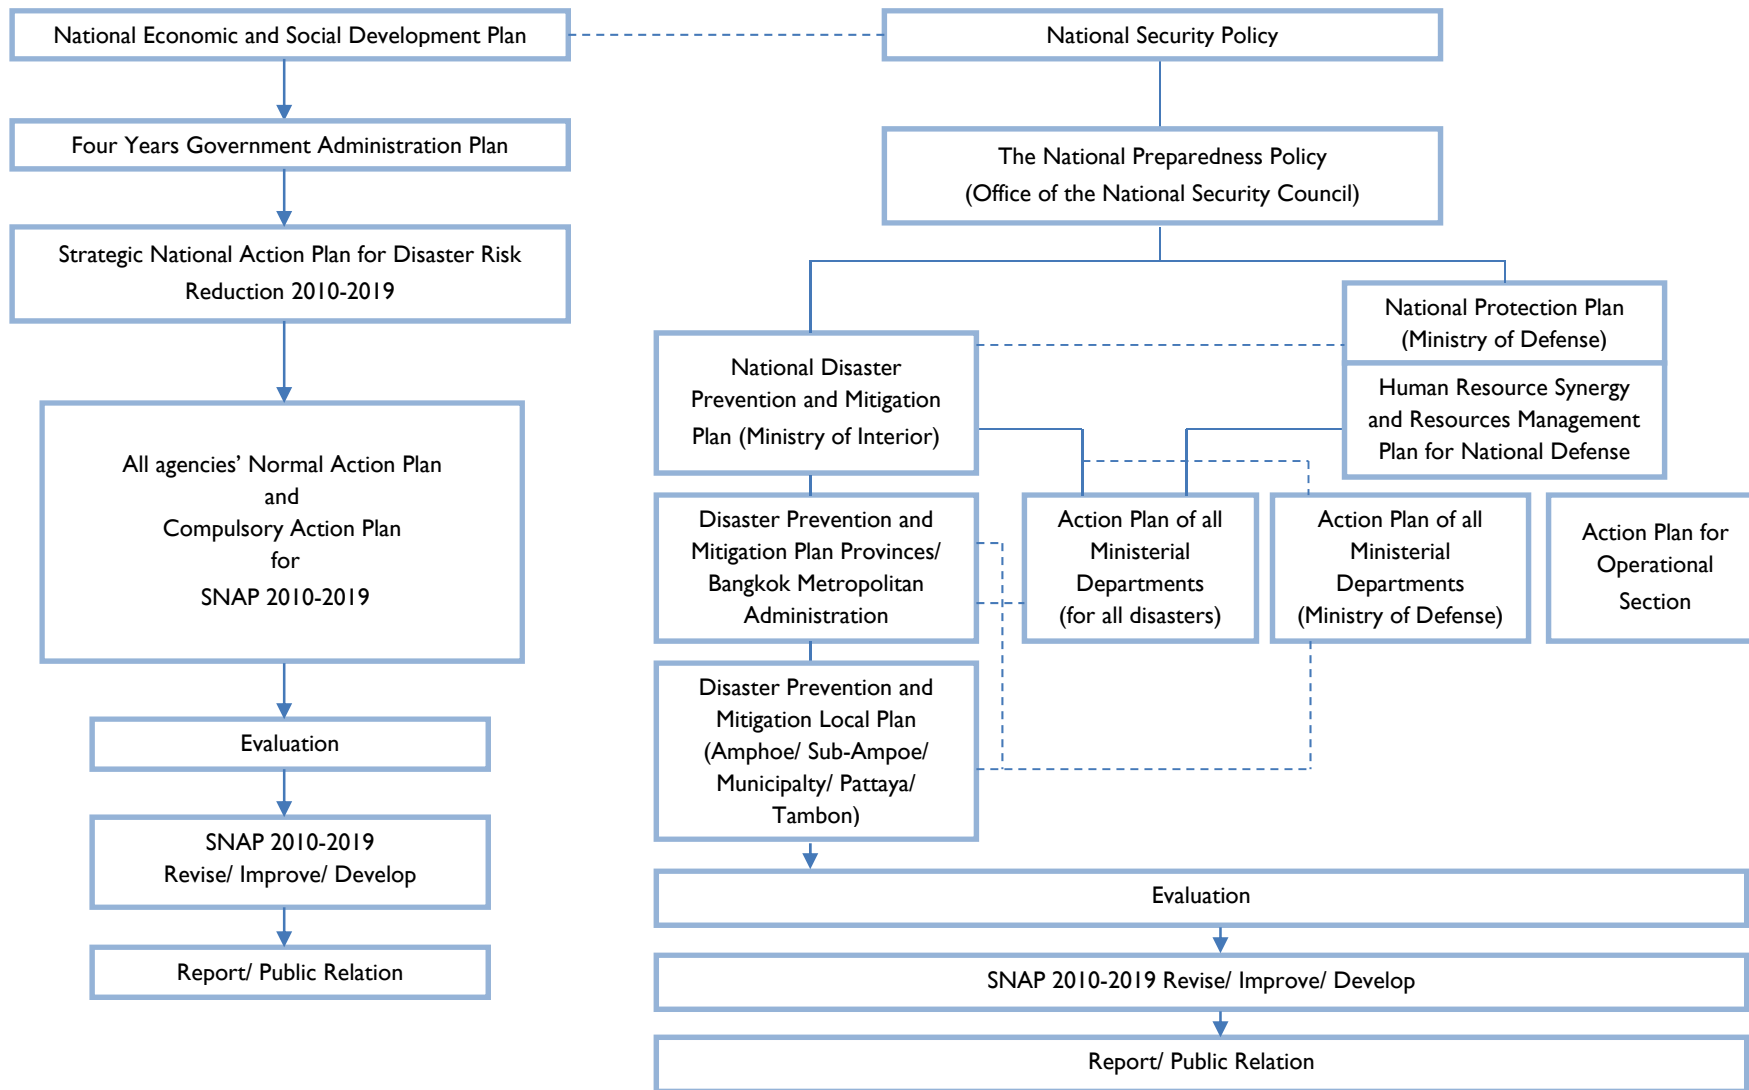 National Economic and Social Development Plan
National Security Policy
Four Years Government Administration Plan
The National Preparedness Policy
(Office of the National Security Council)
Strategic National Action Plan for Disaster Risk
Reduction 2010-2019
National Protection Plan
(Ministry of Defense)
National Disaster
Prevention and Mitigation
Plan (Ministry of Interior)
Human Resource Synergy
and Resources Management
Plan for National Defense
All agencies’ Normal Action Plan
and
Compulsory Action Plan
for
SNAP 2010-2019
Disaster Prevention and
Mitigation Plan Provinces/
Bangkok Metropolitan
Administration
Action Plan of all
Ministerial
Departments
(for all disasters)
Action Plan of all
Ministerial
Departments
(Ministry of Defense)
Action Plan for
Operational
Section
Disaster Prevention and
Mitigation Local Plan
(Amphoe/ Sub-Ampoe/
Municipalty/ Pattaya/
Tambon)
Evaluation
SNAP 2010-2019
Revise/ Improve/ Develop
Report/ Public Relation
Evaluation
SNAP 2010-2019 Revise/ Improve/ Develop
Report/ Public Relation